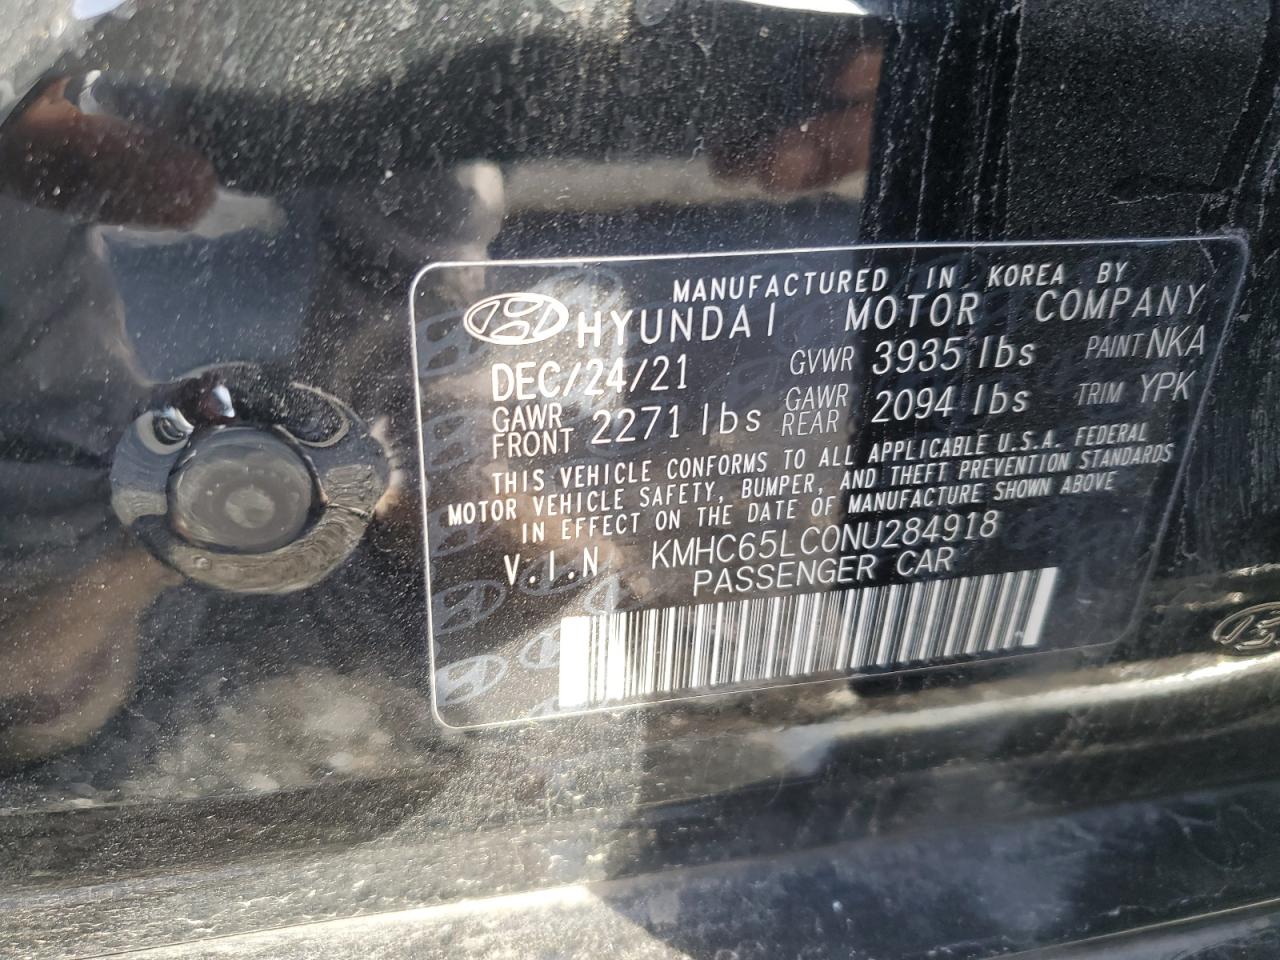 MANUFACTURED IN KOREA BY
HYUNDAI MOTOR COMPANY
DEC/24/21 GVWR 3935 lbs PAINT NKA
GAWR FRONT 2271 lbs GAWR REAR 2094 lbs TRIM YPK
THIS VEHICLE CONFORMS TO ALL APPLICABLE U.S.A. FEDERAL
MOTOR VEHICLE SAFETY, BUMPER, AND THEFT PREVENTION STANDARDS
IN EFFECT ON THE DATE OF MANUFACTURE SHOWN ABOVE
V.I.N KMHC65LC0NU284918
PASSENGER CAR